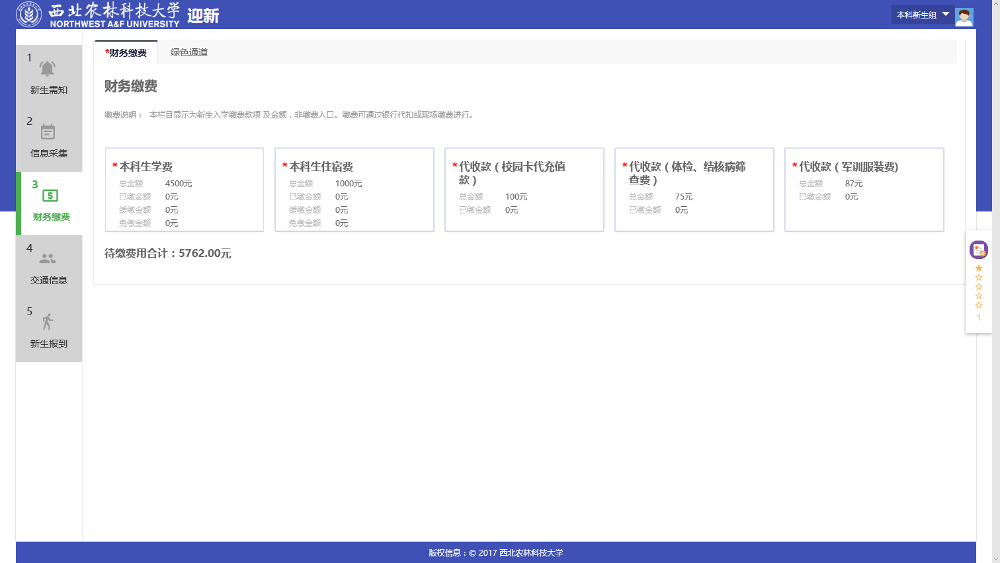 西北农林科技大学
NORTHWEST A&F UNIVERSITY
迎新
本科新生组
1
新生需知
2
信息采集
3
财务缴费
4
交通信息
5
新生报到
*财务缴费
绿色通道
财务缴费
缴费说明： 本栏目显示为新生入学缴费款项 及金额，非缴费入口。缴费可通过银行代扣或现场缴费进行。
* 本科生学费
总金额 4500元
已缴金额 0元
缓缴金额 0元
免缴金额 0元
* 本科生住宿费
总金额 1000元
已缴金额 0元
缓缴金额 0元
免缴金额 0元
* 代收款（校园卡代充值
款）
总金额 100元
已缴金额 0元
* 代收款（体检、结核病筛
查费）
总金额 75元
已缴金额 0元
* 代收款（军训服装费)
总金额 87元
已缴金额 0元
待缴费用合计：5762.00元
1
版权信息：© 2017 西北农林科技大学